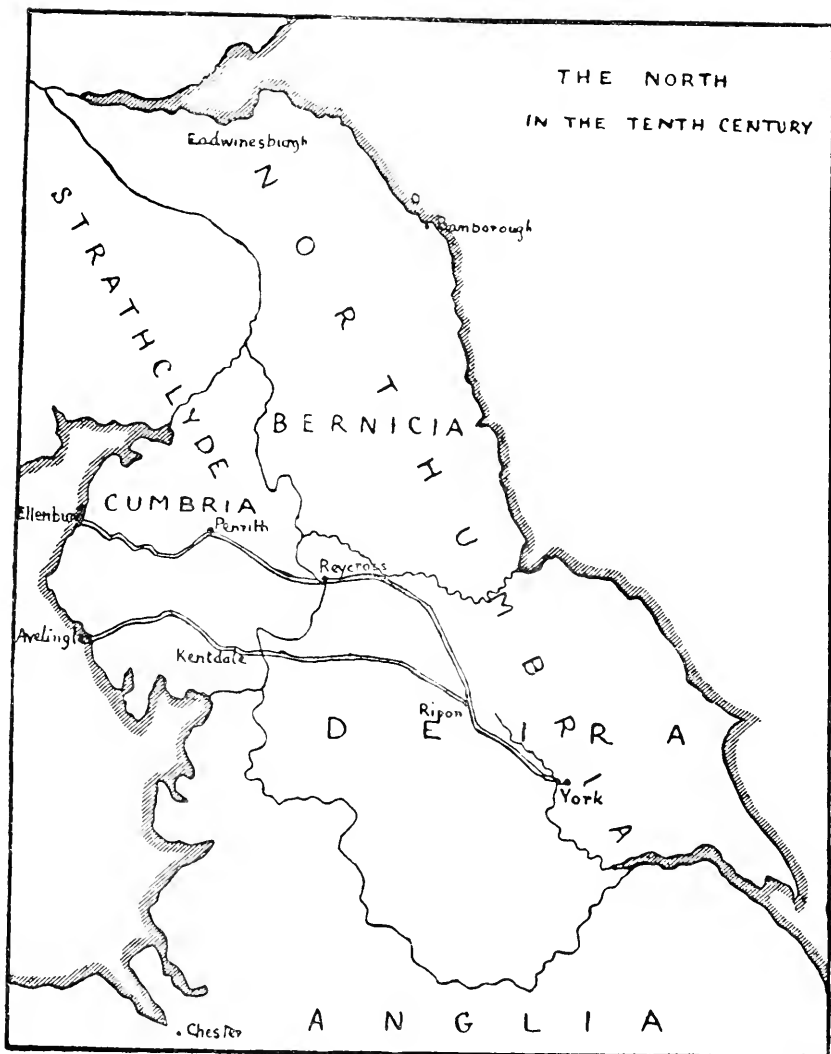 THE NORTH
IN THE TENTH CENTURY
Eadwinesburgh
NORTHUMBRIA
STRATHCLYDE
Bamborough
BERNICIA
CUMBRIA
Ellenburg
Penrith
Reycross
Avelingl
Kentdale
Ripon
DEIRA
York
Chester
ANGLIA